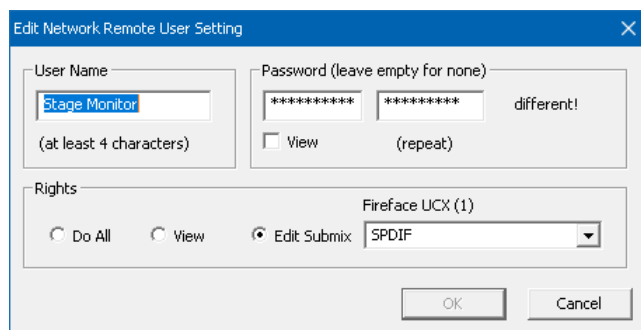 Edit Network Remote User Setting
User Name
Stage Monitor
(at least 4 characters)
Password (leave empty for none)
********** ********* different!
View (repeat)
Rights
Fireface UCX (1)
Do All View Edit Submix SPDIF
OK Cancel